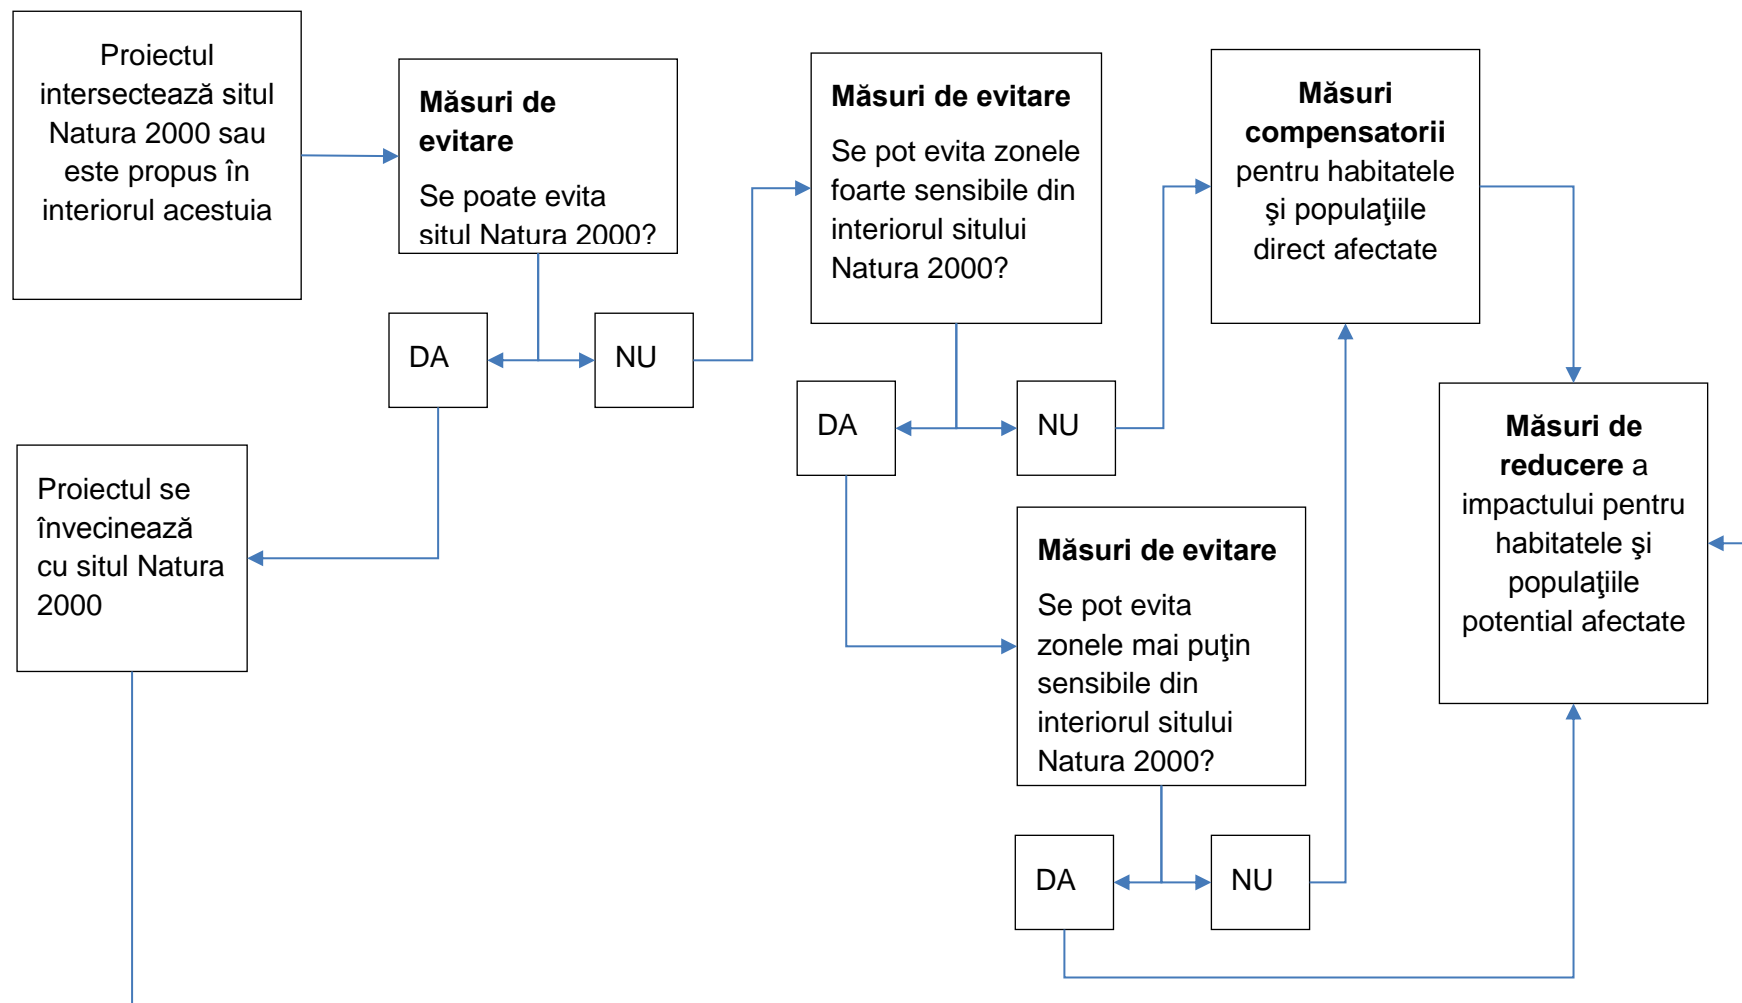 Proiectul
intersectează situl
Natura 2000 sau
este propus în
interiorul acestuia
Măsuri de
evitare
Se poate evita
situl Natura 2000?
DA
NU
Proiectul se
învecinează
cu situl Natura
2000
Măsuri de evitare
Se pot evita zonele
foarte sensibile din
interiorul sitului
Natura 2000?
DA
NU
Măsuri de evitare
Se pot evita
zonele mai puţin
sensibile din
interiorul sitului
Natura 2000?
DA
NU
Măsuri
compensatorii
pentru habitatele
şi populaţiile
direct afectate
Măsuri de
reducere a
impactului pentru
habitatele şi
populaţiile
potential afectate